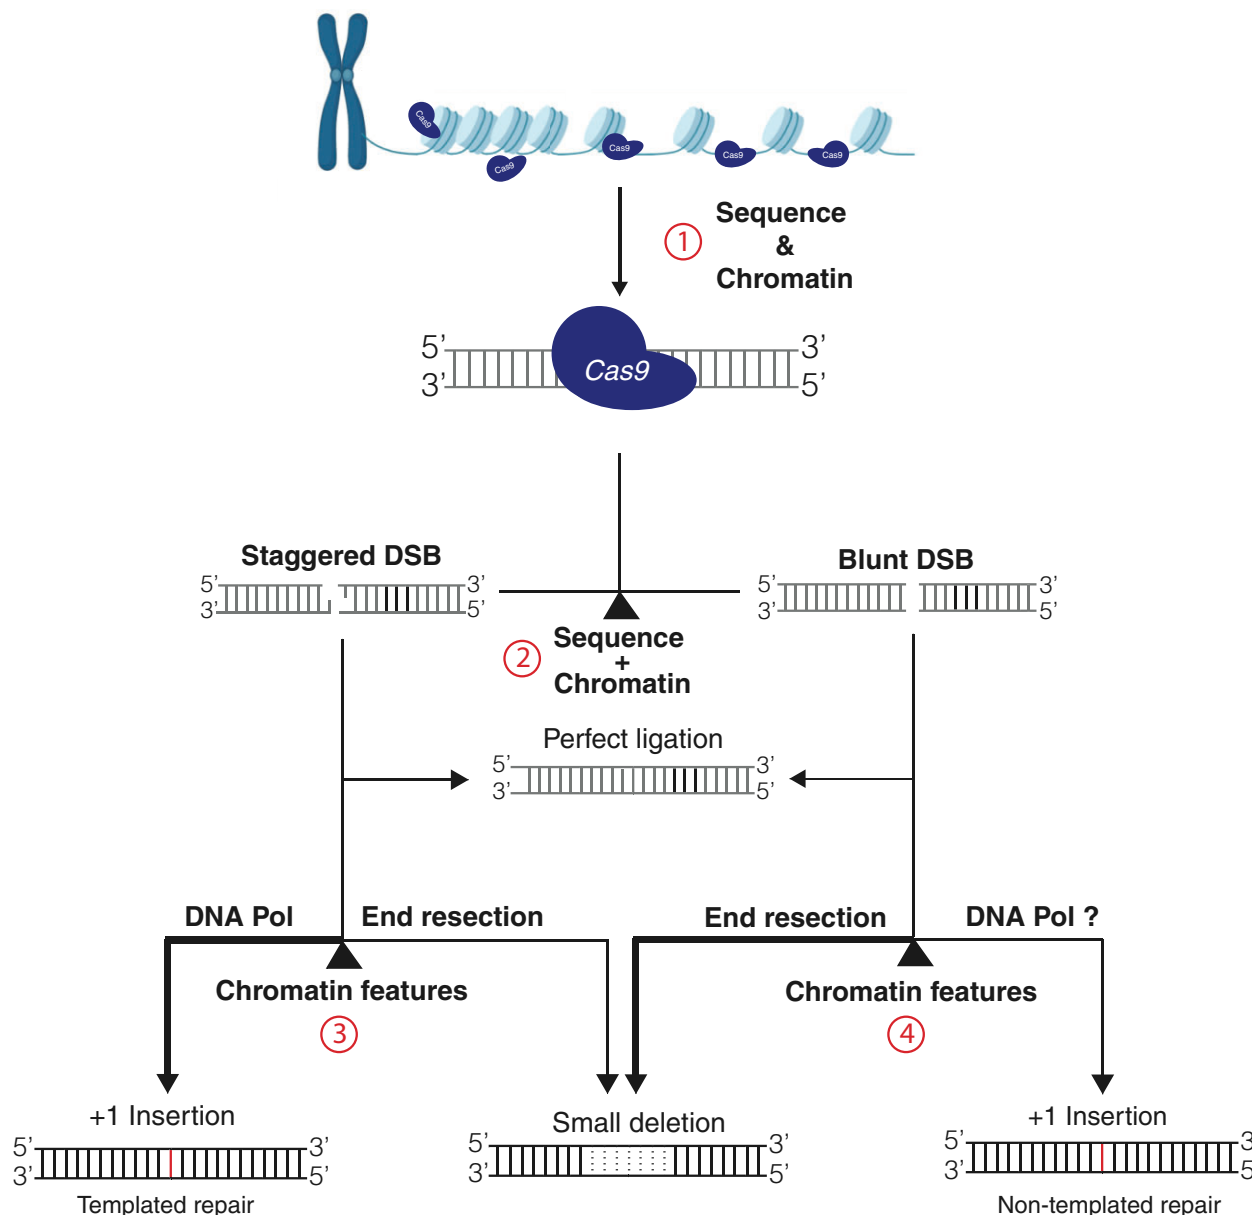 Cas9
Cas9
Cas9
Cas9
Cas9
1
Sequence
&
Chromatin
5’ 3’
Cas9
3’ 5’
Staggered DSB
5’ 3’
3’ 5’
Blunt DSB
5’ 3’
3’ 5’
2
Sequence
+
Chromatin
Perfect ligation
5’ 3’
3’ 5’
DNA Pol
End resection
Chromatin features
3
End resection
DNA Pol ?
Chromatin features
4
+1 Insertion
5’ 3’
3’ 5’
Templated repair
Small deletion
5’ 3’
3’ 5’
+1 Insertion
5’ 3
3’ 5
Non-templated repair